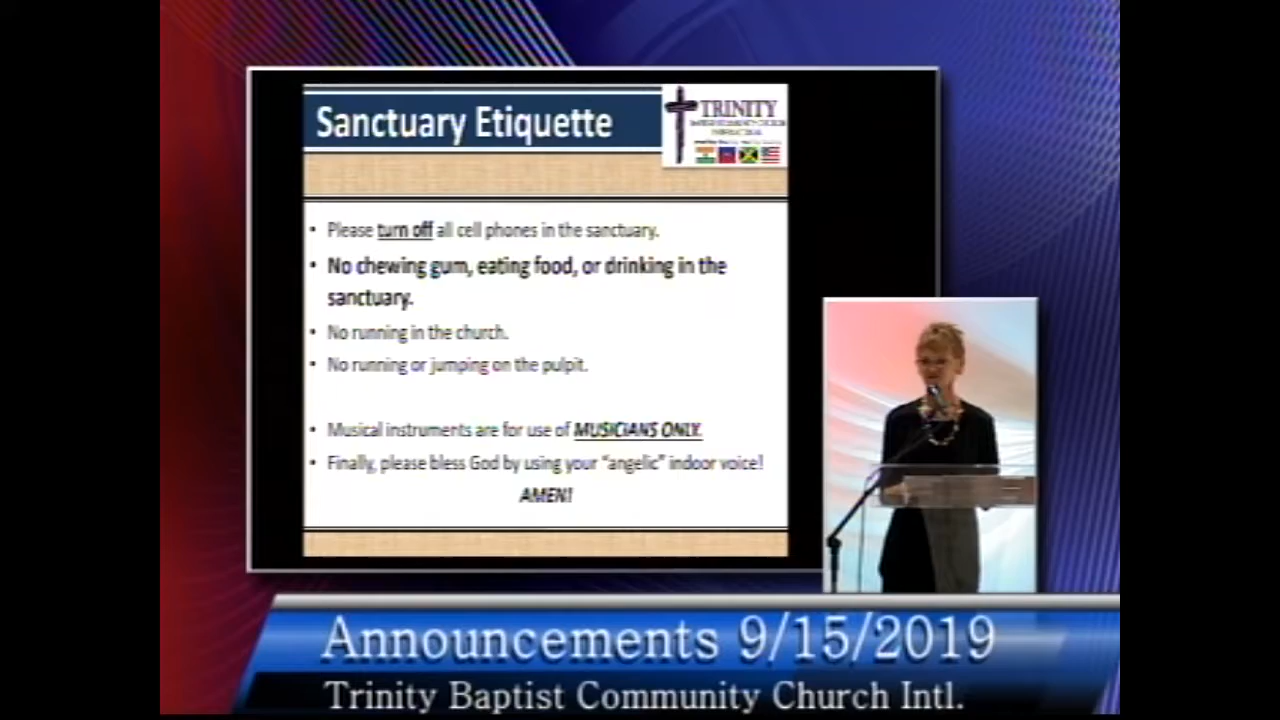 Sanctuary Etiquette
TRINITY
• Please turn off all cell phones in the sanctuary.
• No chewing gum, eating food, or drinking in the
sanctuary.
• No running in the church.
• No running or jumping on the pulpit.
• Musical instruments are for use of MUSICIANS ONLY.
• Finally, please bless God by using your “angelic” indoor voice!
AMEN!
Announcements 9/15/2019
Trinity Baptist Community Church Intl.